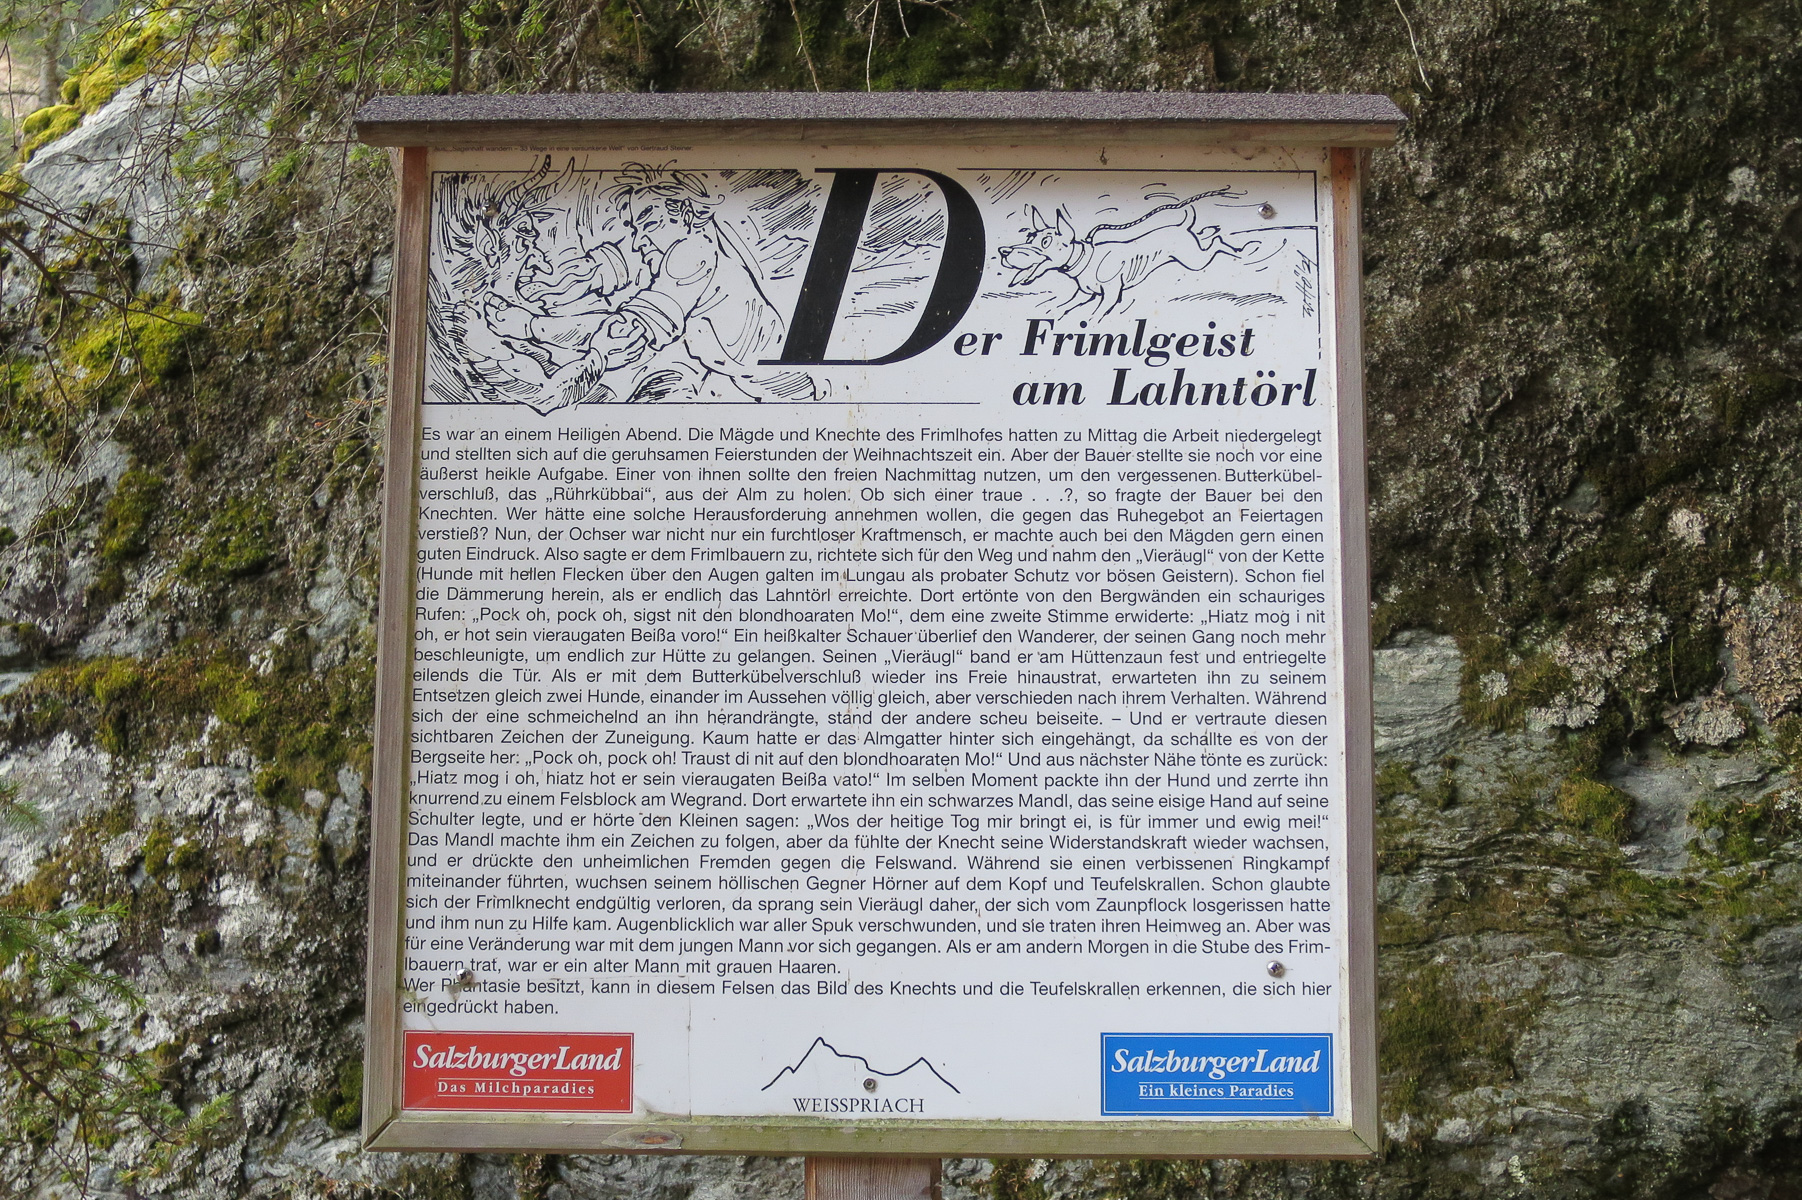 aus „Sagenhaft wandern – 33 Wege in eine versunkene Welt" von Gertraud Steiner.
Der Frimlgeist
am Lahntörl
Es war an einem Heiligen Abend. Die Mägde und Knechte des Frimlhofes hatten zu Mittag die Arbeit niedergelegt
und stellten sich auf die geruhsamen Feierstunden der Weihnachtszeit ein. Aber der Bauer stellte sie noch vor eine
äußerst heikle Aufgabe. Einer von ihnen sollte den freien Nachmittag nutzen, um den vergessenen Butterkübel-
verschluß, das „Rührkübbai“, aus der Alm zu holen. Ob sich einer traue . . .?, so fragte der Bauer bei den
Knechten. Wer hätte eine solche Herausforderung annehmen wollen, die gegen das Ruhegebot an Feiertagen
verstieß? Nun, der Ochser war nicht nur ein furchtloser Kraftmensch, er machte auch bei den Mägden gern einen
guten Eindruck. Also sagte er dem Frimlbauern zu, richtete sich für den Weg und nahm den „Vieräugl“ von der Kette
(Hunde mit hellen Flecken über den Augen galten im Lungau als probater Schutz vor bösen Geistern). Schon fiel
die Dämmerung herein, als er endlich das Lahntörl erreichte. Dort ertönte von den Bergwänden ein schauriges
Rufen: „Pock oh, pock oh, sigst nit den blondhoaraten Mo!“, dem eine zweite Stimme erwiderte: „Hiatz mog i nit
oh, er hot sein vieraugaten Beißa voro!“ Ein heißkalter Schauer überlief den Wanderer, der seinen Gang noch mehr
beschleunigte, um endlich zur Hütte zu gelangen. Seinen „Vieräugl“ band er am Hüttenzaun fest und entriegelte
eilends die Tür. Als er mit dem Butterkübelverschluß wieder ins Freie hinaustrat, erwarteten ihn zu seinem
Entsetzen gleich zwei Hunde, einander im Aussehen völlig gleich, aber verschieden nach ihrem Verhalten. Während
sich der eine schmeichelnd an ihn herandrängte, stand der andere scheu beiseite. – Und er vertraute diesen
sichtbaren Zeichen der Zuneigung. Kaum hatte er das Almgatter hinter sich eingehängt, da schallte es von der
Bergseite her: „Pock oh, pock oh! Traust di nit auf den blondhoaraten Mo!“ Und aus nächster Nähe tönte es zurück:
„Hiatz mog i oh, hiatz hot er sein vieraugaten Beißa vato!“ Im selben Moment packte ihn der Hund und zerrte ihn
knurrend zu einem Felsblock am Wegrand. Dort erwartete ihn ein schwarzes Mandl, das seine eisige Hand auf seine
Schulter legte, und er hörte den Kleinen sagen: „Wos der heitige Tog mir bringt ei, is für immer und ewig mei!“
Das Mandl machte ihm ein Zeichen zu folgen, aber da fühlte der Knecht seine Widerstandskraft wieder wachsen,
und er drückte den unheimlichen Fremden gegen die Felswand. Während sie einen verbissenen Ringkampf
miteinander führten, wuchsen seinem höllischen Gegner Hörner auf dem Kopf und Teufelskrallen. Schon glaubte
sich der Frimlknecht endgültig verloren, da sprang sein Vieräugl daher, der sich vom Zaunpflock losgerissen hatte
und ihm nun zu Hilfe kam. Augenblicklich war aller Spuk verschwunden, und sie traten ihren Heimweg an. Aber was
für eine Veränderung war mit dem jungen Mann vor sich gegangen. Als er am andern Morgen in die Stube des Frim-
lbauern trat, war er ein alter Mann mit grauen Haaren.
Wer Phantasie besitzt, kann in diesem Felsen das Bild des Knechts und die Teufelskrallen erkennen, die sich hier
eingedrückt haben.
SalzburgerLand
Das Milchparadies
WEISSPRIACH
SalzburgerLand
Ein kleines Paradies